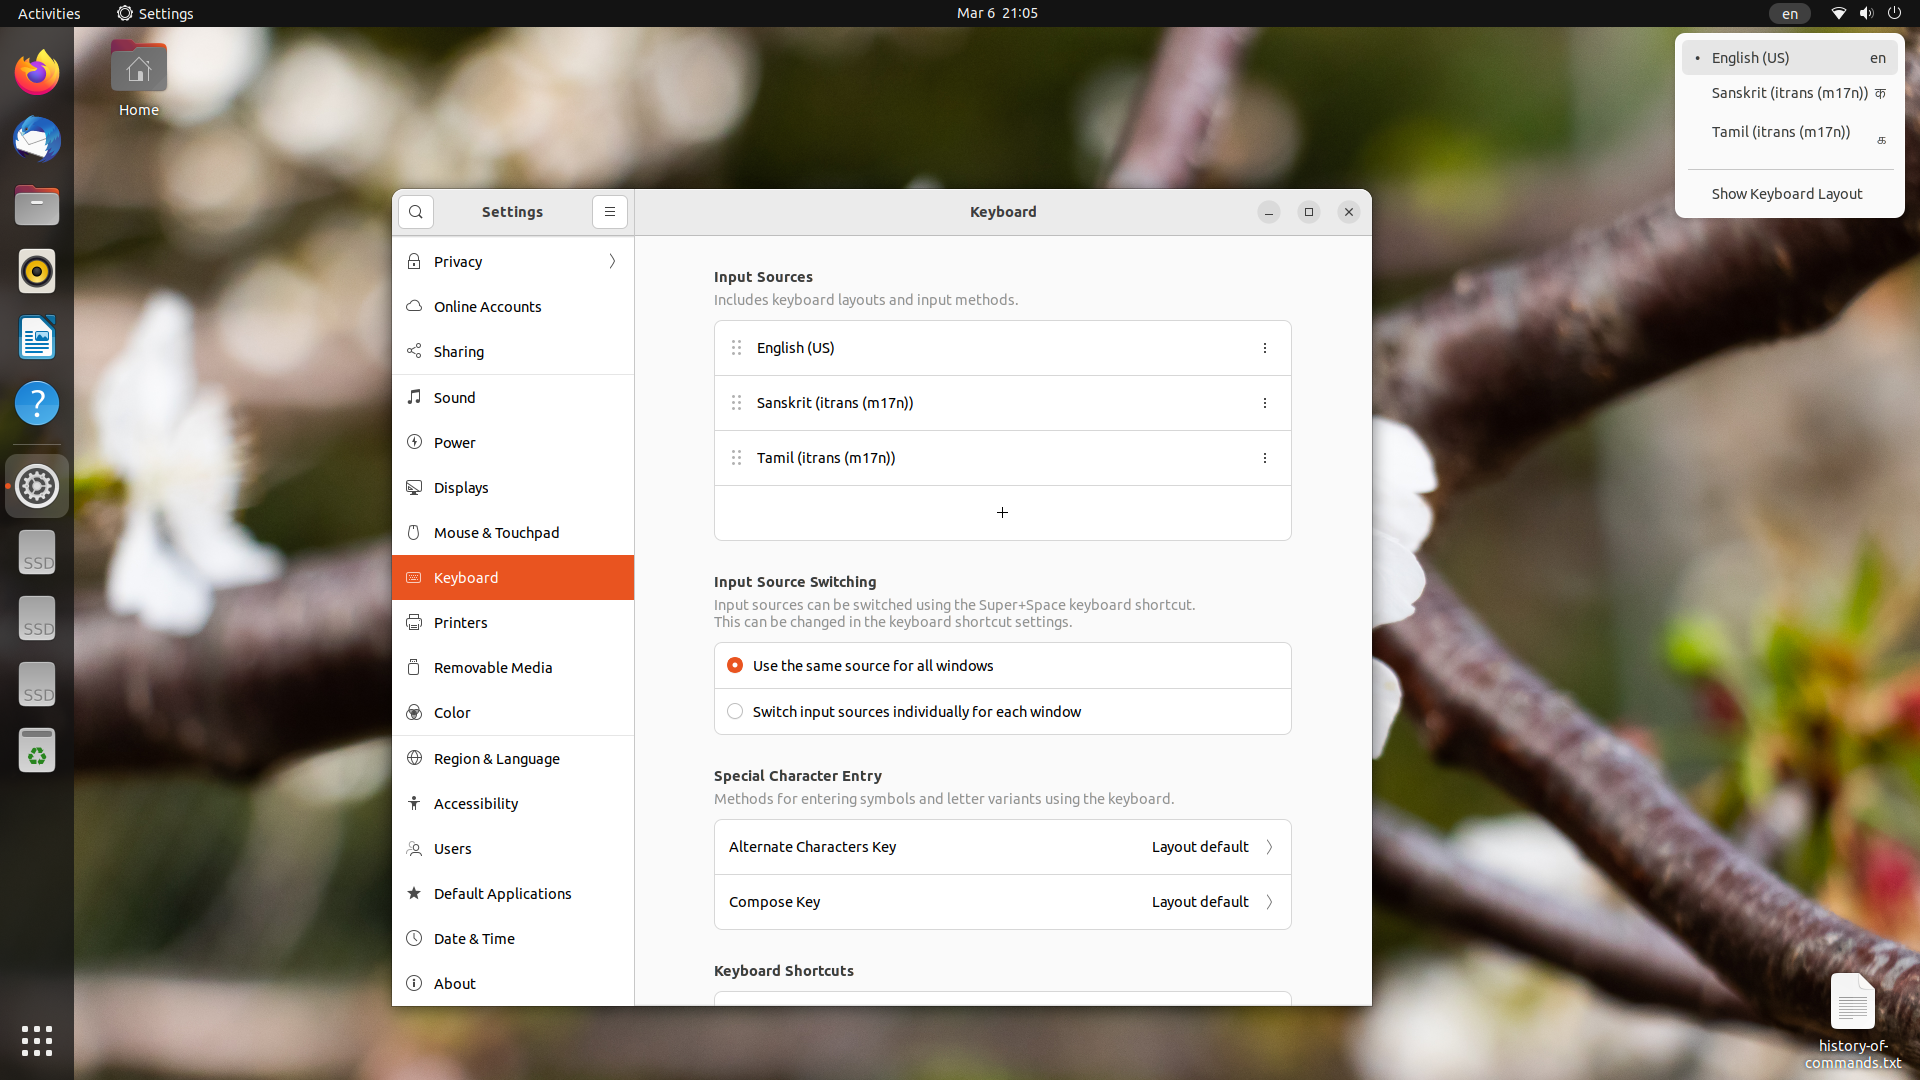 Activities
Settings
Mar 6 21:05
en
Home
English (US) en
Sanskrit (itrans (m17n)) क
Tamil (itrans (m17n)) க
Show Keyboard Layout
Settings
Keyboard
Privacy
Online Accounts
Sharing
Sound
Power
Displays
Mouse & Touchpad
Keyboard
Printers
Removable Media
Color
Region & Language
Accessibility
Users
Default Applications
Date & Time
About
Input Sources
Includes keyboard layouts and input methods.
English (US)
Sanskrit (itrans (m17n))
Tamil (itrans (m17n))
Input Source Switching
Input sources can be switched using the Super+Space keyboard shortcut.
This can be changed in the keyboard shortcut settings.
Use the same source for all windows
Switch input sources individually for each window
Special Character Entry
Methods for entering symbols and letter variants using the keyboard.
Alternate Characters Key Layout default
Compose Key Layout default
Keyboard Shortcuts
SSD
SSD
SSD
history-of-
commands.txt